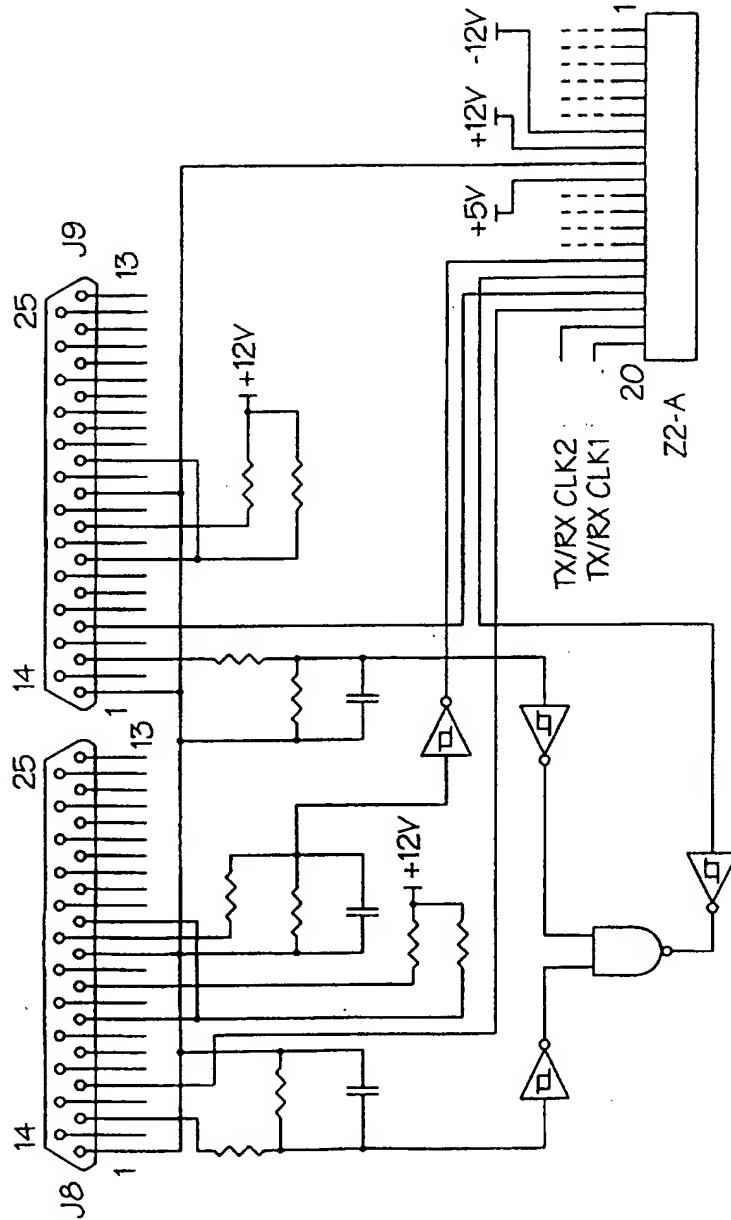 J8
14
25
1
13
J9
14
25
1
13
+12V
+12V
+5V
+12V
-12V
TX/RX CLK2
TX/RX CLK1
20
1
Z2-A